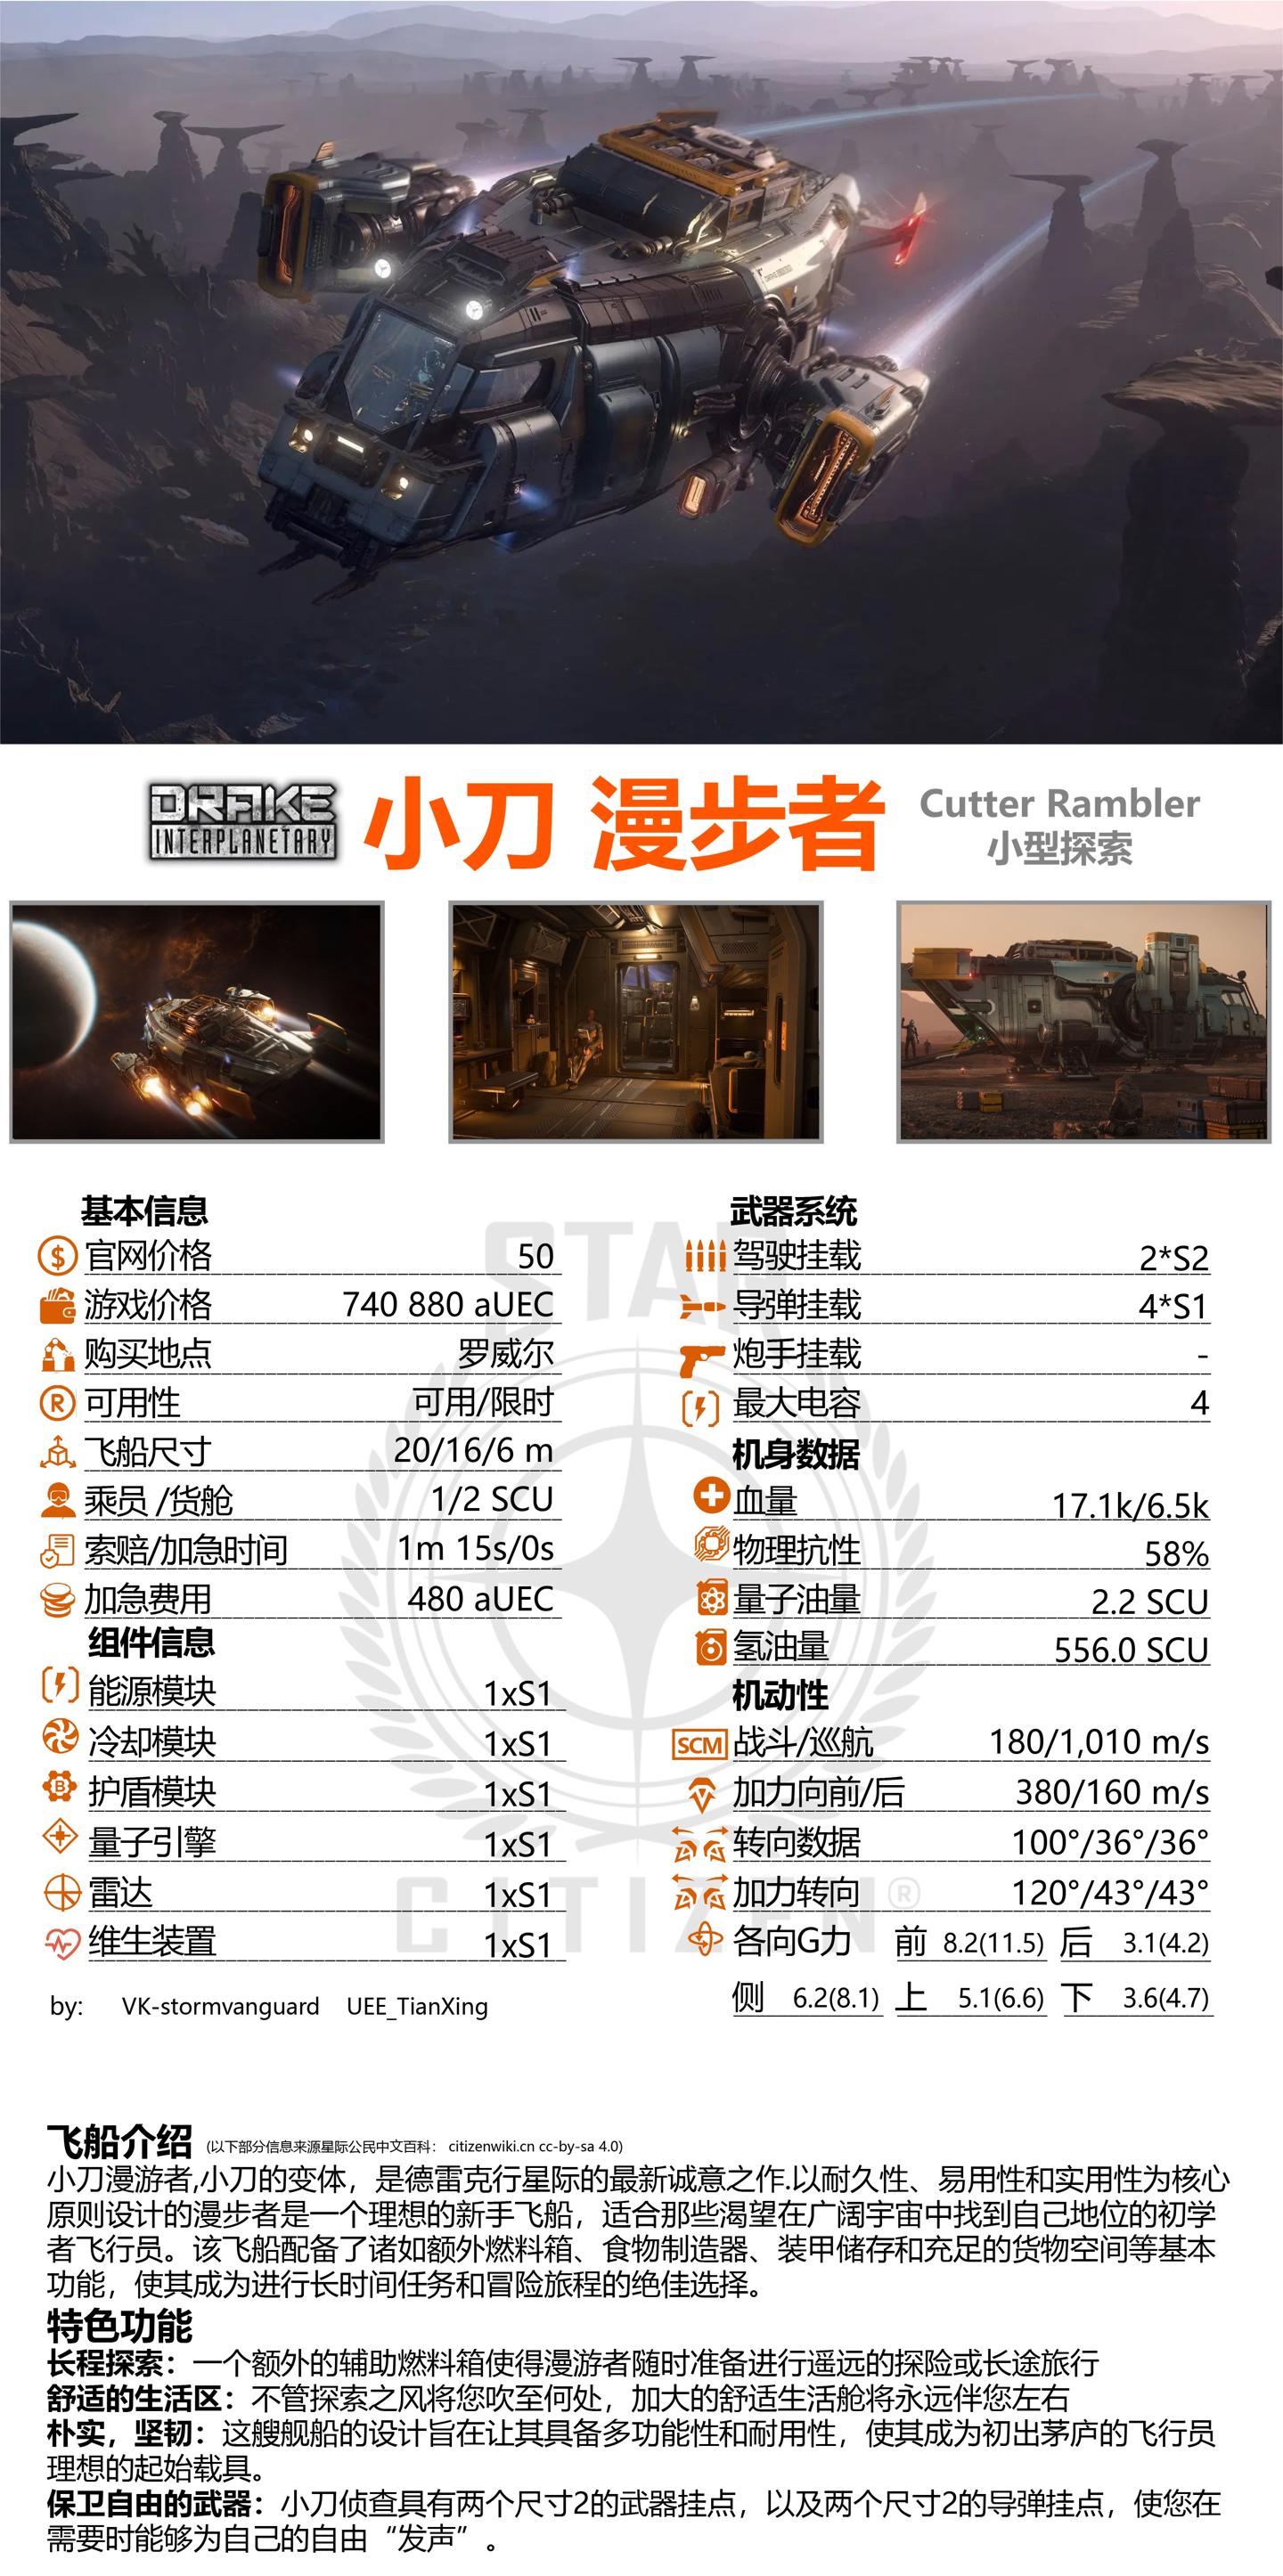 DRAKE
INTERPLANETARY
小刀 漫步者
Cutter Rambler
小型探索
STAR
CITIZEN®
基本信息
官网价格 50
游戏价格 740 880 aUEC
购买地点 罗威尔
可用性 可用/限时
飞船尺寸 20/16/6 m
乘员 /货舱 1/2 SCU
索赔/加急时间 1m 15s/0s
加急费用 480 aUEC
组件信息
能源模块 1xS1
冷却模块 1xS1
护盾模块 1xS1
量子引擎 1xS1
雷达 1xS1
维生装置 1xS1
by: VK-stormvanguard UEE_TianXing
武器系统
驾驶挂载 2*S2
导弹挂载 4*S1
炮手挂载 -
最大电容 4
机身数据
血量 17.1k/6.5k
物理抗性 58%
量子油量 2.2 SCU
氢油量 556.0 SCU
机动性
SCM 战斗/巡航 180/1,010 m/s
加力向前/后 380/160 m/s
转向数据 100°/36°/36°
加力转向 120°/43°/43°
各向G力 前 8.2(11.5) 后 3.1(4.2)
侧 6.2(8.1) 上 5.1(6.6) 下 3.6(4.7)
飞船介绍 (以下部分信息来源星际公民中文百科： citizenwiki.cn cc-by-sa 4.0)
小刀漫游者,小刀的变体，是德雷克行星际的最新诚意之作.以耐久性、易用性和实用性为核心
原则设计的漫步者是一个理想的新手飞船，适合那些渴望在广阔宇宙中找到自己地位的初学
者飞行员。该飞船配备了诸如额外燃料箱、食物制造器、装甲储存和充足的货物空间等基本
功能，使其成为进行长时间任务和冒险旅程的绝佳选择。
特色功能
长程探索：一个额外的辅助燃料箱使得漫游者随时准备进行遥远的探险或长途旅行
舒适的生活区：不管探索之风将您吹至何处，加大的舒适生活舱将永远伴您左右
朴实，坚韧：这艘舰船的设计旨在让其具备多功能性和耐用性，使其成为初出茅庐的飞行员
理想的起始载具。
保卫自由的武器：小刀侦查具有两个尺寸2的武器挂点，以及两个尺寸2的导弹挂点，使您在
需要时能够为自己的自由“发声”。